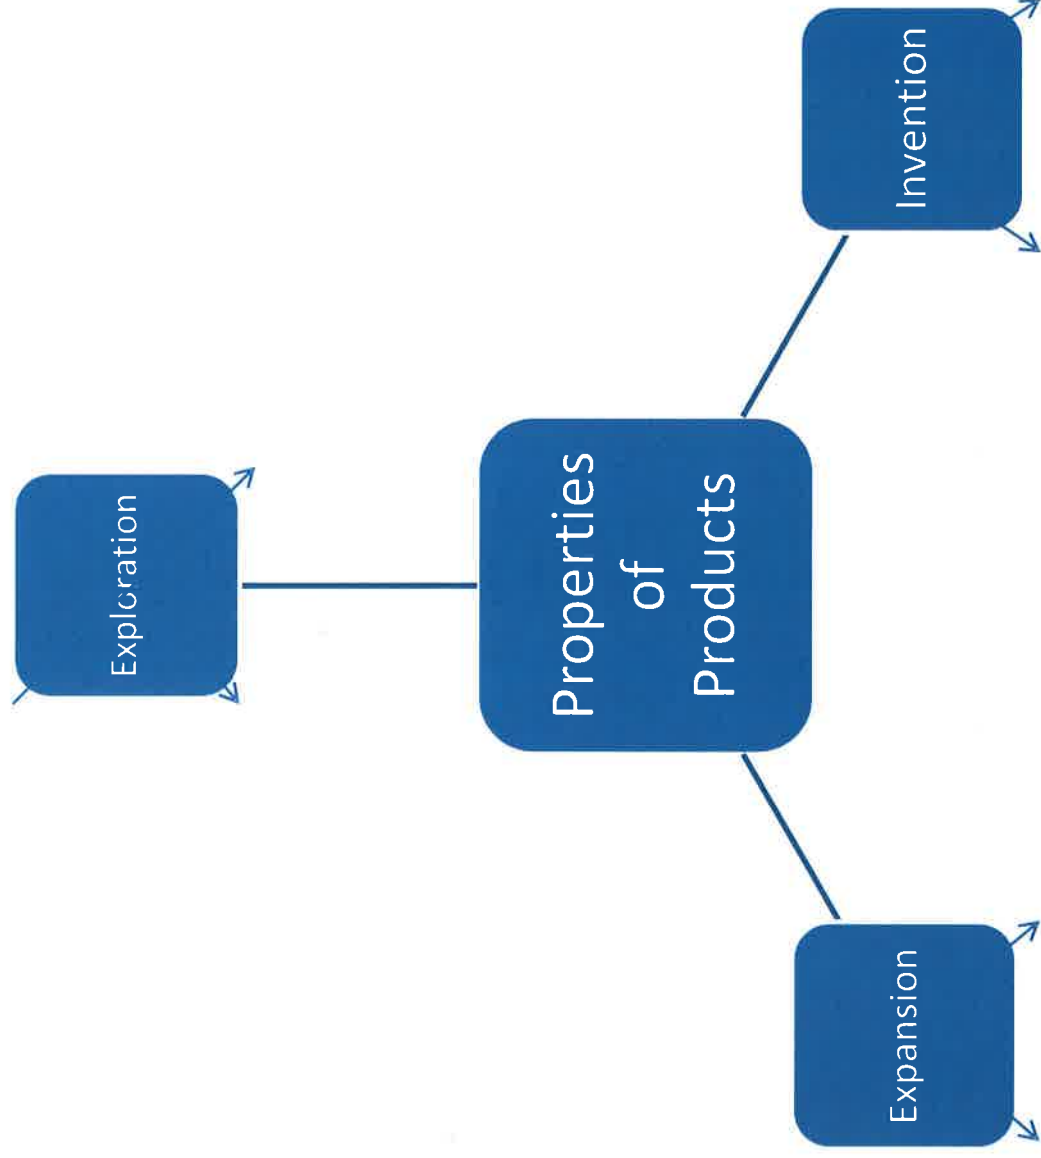 Exploration
Properties
of
Products
Expansion
Invention